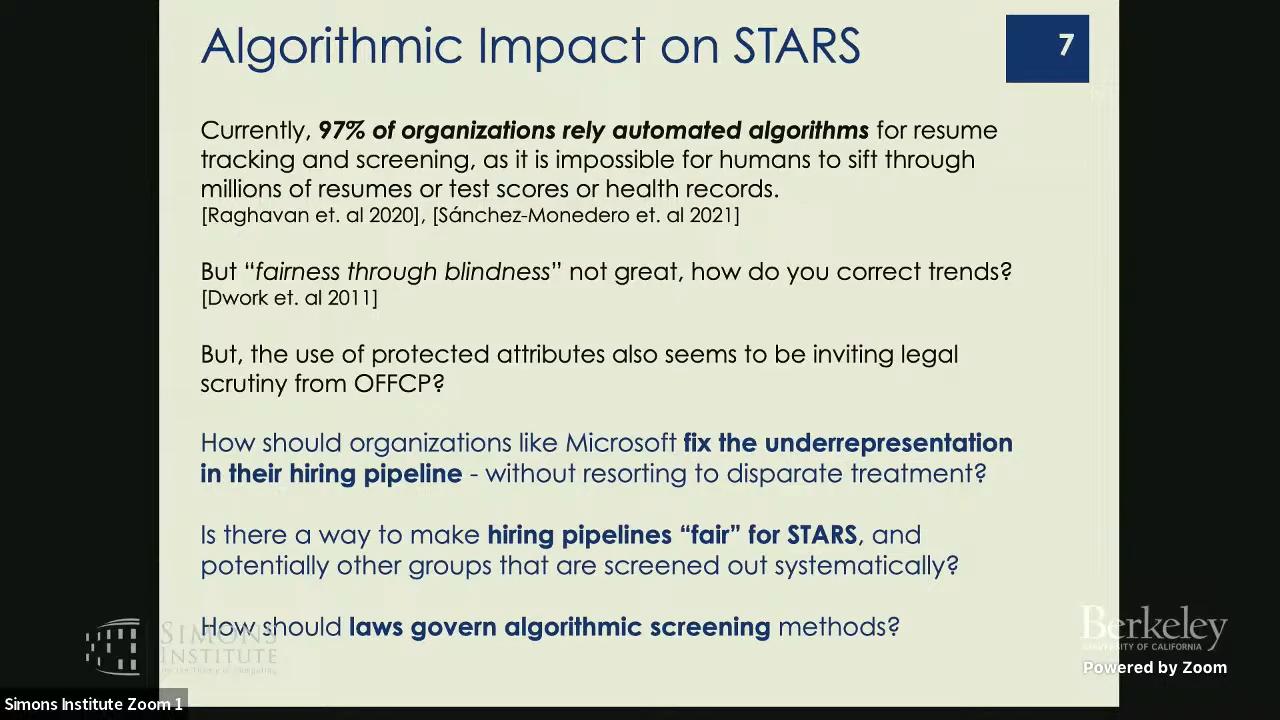 Algorithmic Impact on STARS
7
Currently, 97% of organizations rely automated algorithms for resume
tracking and screening, as it is impossible for humans to sift through
millions of resumes or test scores or health records.
[Raghavan et. al 2020], [Sánchez-Monedero et. al 2021]
But “fairness through blindness” not great, how do you correct trends?
[Dwork et. al 2011]
But, the use of protected attributes also seems to be inviting legal
scrutiny from OFFCP?
How should organizations like Microsoft fix the underrepresentation
in their hiring pipeline - without resorting to disparate treatment?
Is there a way to make hiring pipelines “fair” for STARS, and
potentially other groups that are screened out systematically?
How should laws govern algorithmic screening methods?
SIMONS
INSTITUTE
for the Theory of Computing
Berkeley
UNIVERSITY OF CALIFORNIA
Powered by Zoom
Simons Institute Zoom 1